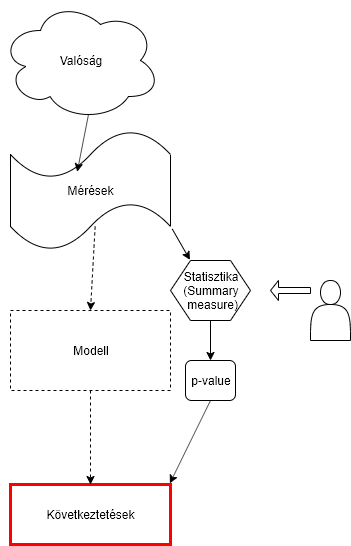 Valóság
Mérések
Statisztika
(Summary
measure)
Modell
p-value
Következtetések